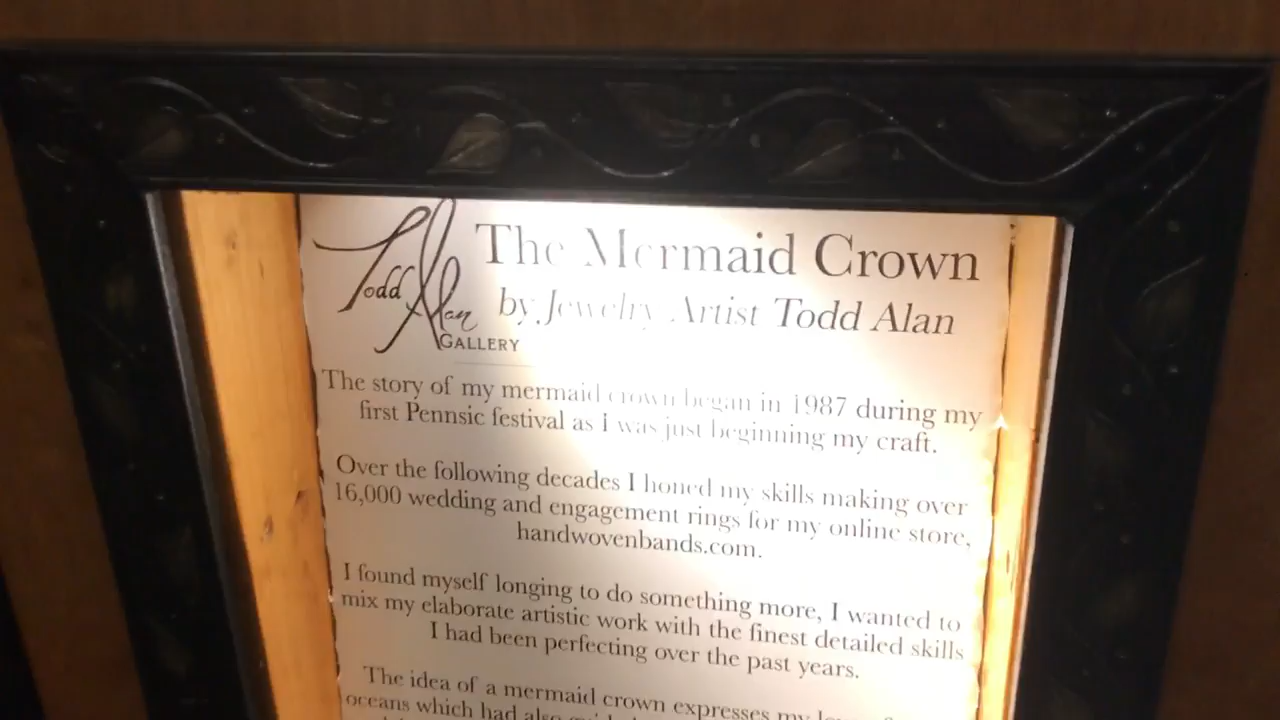 Todd Alan
GALLERY
The Mermaid Crown
by Jewelry Artist Todd Alan
The story of my mermaid crown began in 1987 during my
first Pennsic festival as I was just beginning my craft.
Over the following decades I honed my skills making over
16,000 wedding and engagement rings for my online store,
handwovenbands.com.
I found myself longing to do something more, I wanted to
mix my elaborate artistic work with the finest detailed skills
I had been perfecting over the past years.
The idea of a mermaid crown expresses my
oceans which had also